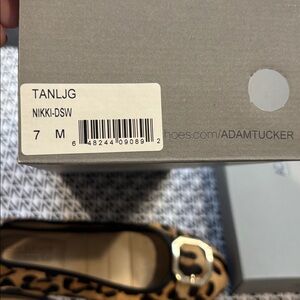 TANLJG
NIKKI-DSW
7 M
6 48244 09089 2
hoes.com/ADAMTUCKER